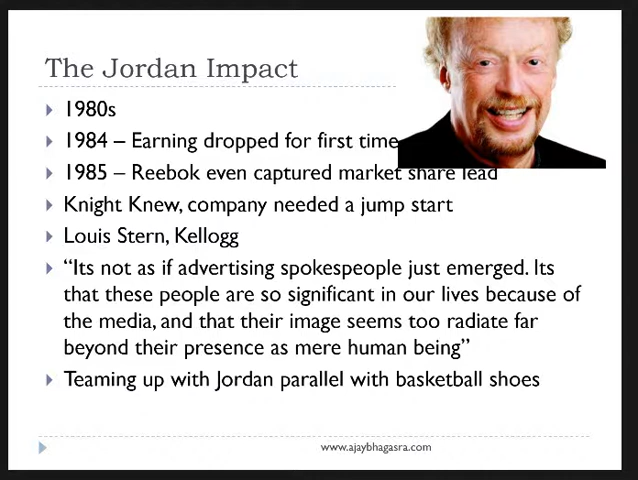 The Jordan Impact
1980s
1984 – Earning dropped for first time
1985 – Reebok even captured market share lead
Knight Knew, company needed a jump start
Louis Stern, Kellogg
“Its not as if advertising spokespeople just emerged. Its
that these people are so significant in our lives because of
the media, and that their image seems too radiate far
beyond their presence as mere human being”
Teaming up with Jordan parallel with basketball shoes
www.ajaybhagasra.com